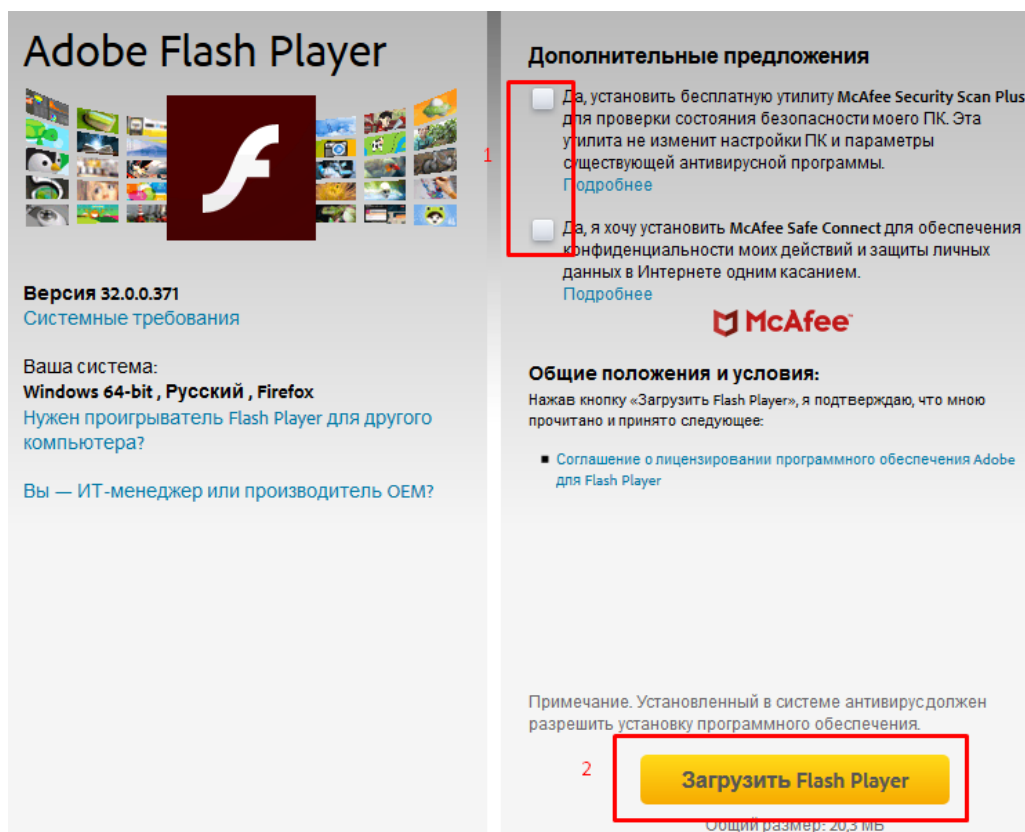 Adobe Flash Player
Версия 32.0.0.371
Системные требования
Ваша система:
Windows 64-bit , Русский , Firefox
Нужен проигрыватель Flash Player для другого
компьютера?
Вы — ИТ-менеджер или производитель OEM?
Дополнительные предложения
1
Да, установить бесплатную утилиту McAfee Security Scan Plus
для проверки состояния безопасности моего ПК. Эта
утилита не изменит настройки ПК и параметры
существующей антивирусной программы.
Подробнее
Да, я хочу установить McAfee Safe Connect для обеспечения
конфиденциальности моих действий и защиты личных
данных в Интернете одним касанием.
Подробнее
McAfee
Общие положения и условия:
Нажав кнопку «Загрузить Flash Player», я подтверждаю, что мною
прочитано и принято следующее:
Соглашение о лицензировании программного обеспечения Adobe
для Flash Player
Примечание. Установленный в системе антивирус должен
разрешить установку программного обеспечения.
2
Загрузить Flash Player
Общий размер: 20,3 МБ